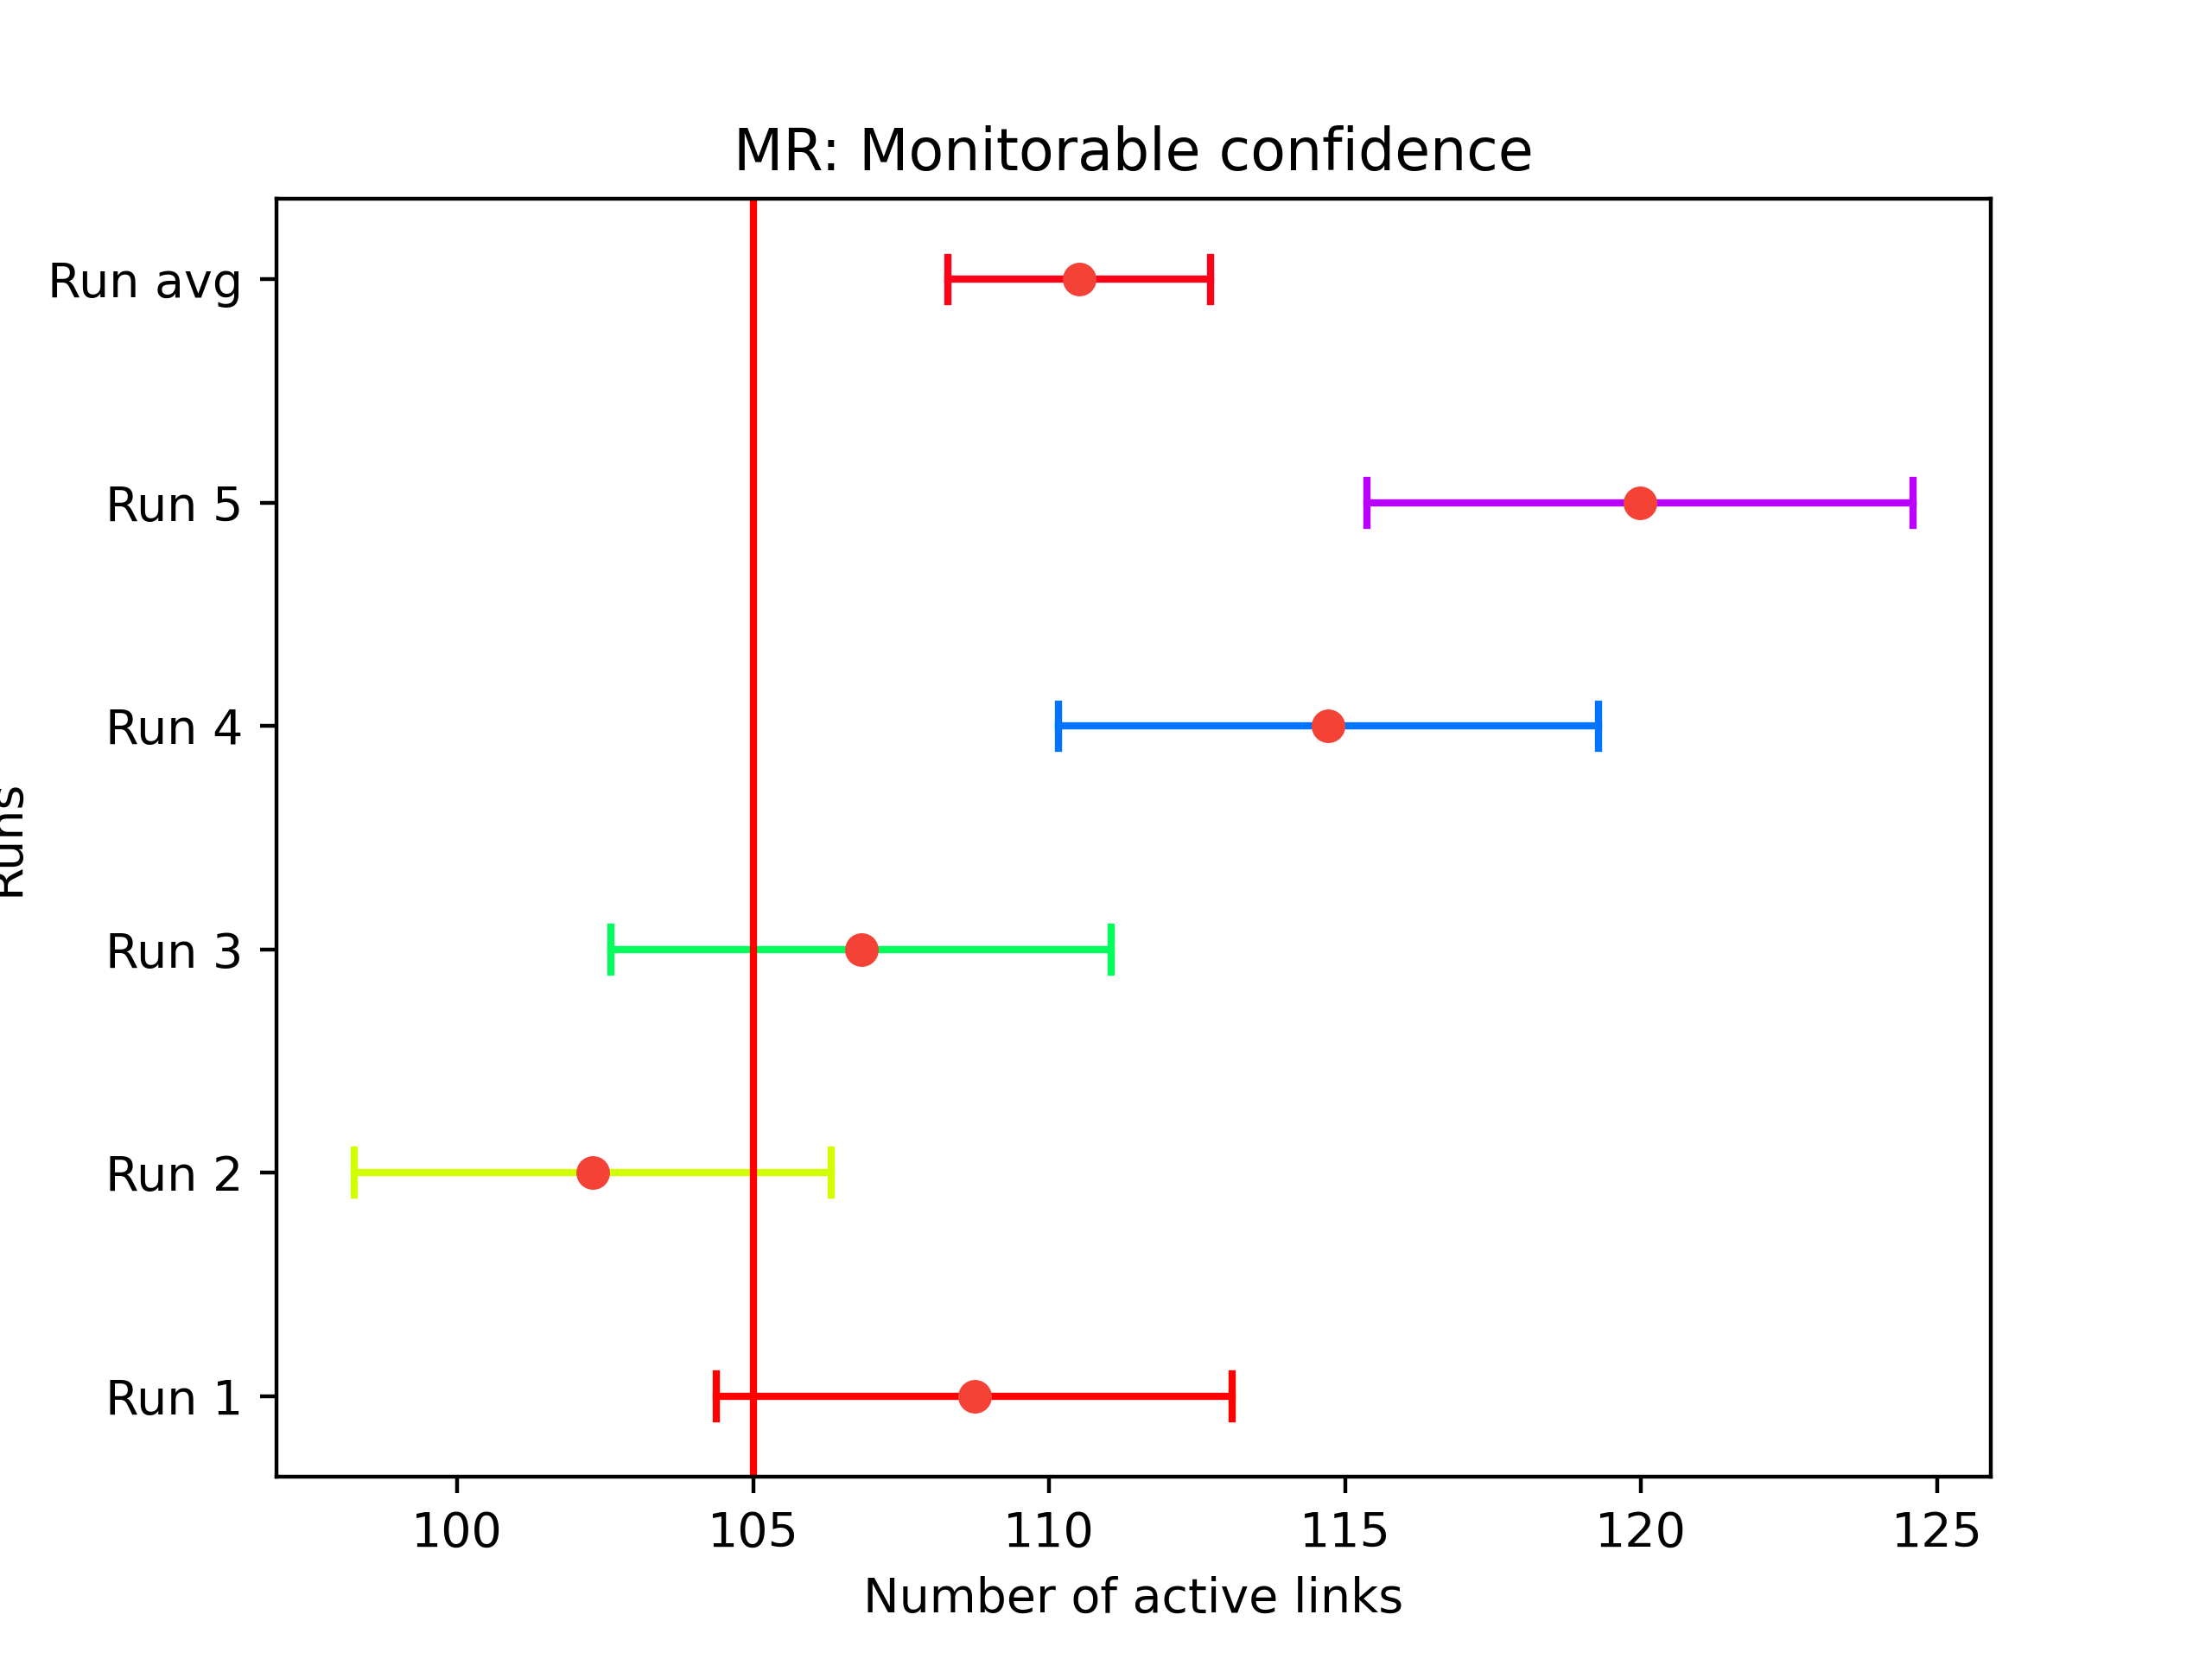 MR: Monitorable confidence
Run avg
Run 5
Run 4
Run 3
Run 2
Run 1
Runs
100 105 110 115 120 125
Number of active links